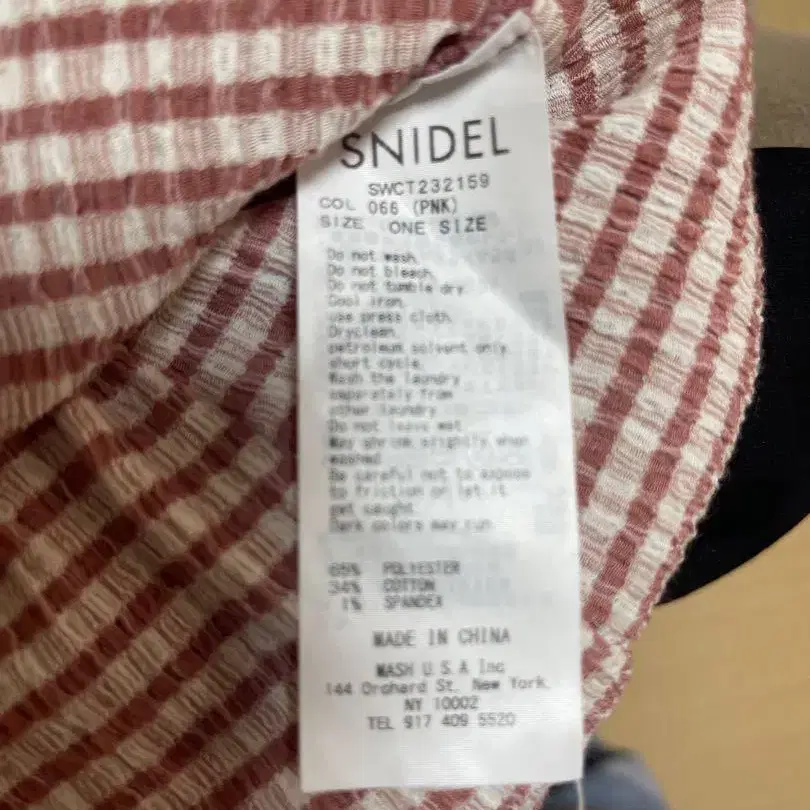 SNIDEL
SWCT232159
COL 066 (PNK)
SIZE ONE SIZE
Do not wash.
Do not bleach.
Do not tumble dry.
Cool iron.
use press cloth.
Dryclean.
petroleum solvent only.
short cycle.
Wash the laundry
separately from
other laundry.
Do not leave wet.
May shrink slightly when
washed.
Be careful not to expose
to friction or let it
get caught.
Dark colors may run
65% POLYESTER
34% COTTON
1% SPANDEX
MADE IN CHINA
MASH U.S.A Inc
144 Orchard St. New York,
NY 10002
TEL 917 409 5520